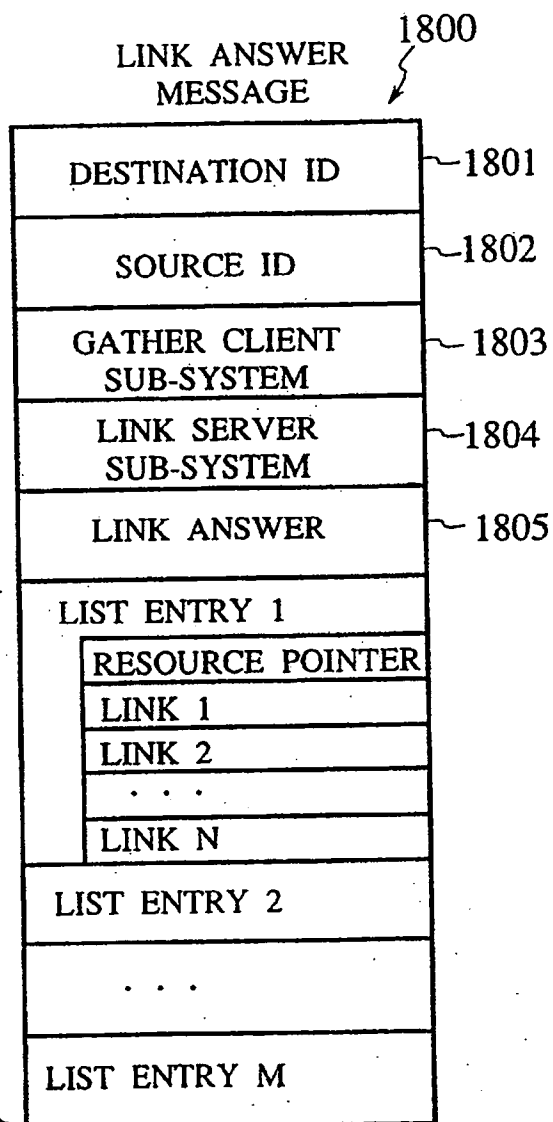 1800
LINK ANSWER
MESSAGE
DESTINATION ID
1801
SOURCE ID
1802
GATHER CLIENT
SUB-SYSTEM
1803
LINK SERVER
SUB-SYSTEM
1804
LINK ANSWER
1805
LIST ENTRY 1
RESOURCE POINTER
LINK 1
LINK 2
. . .
LINK N
LIST ENTRY 2
. . .
LIST ENTRY M